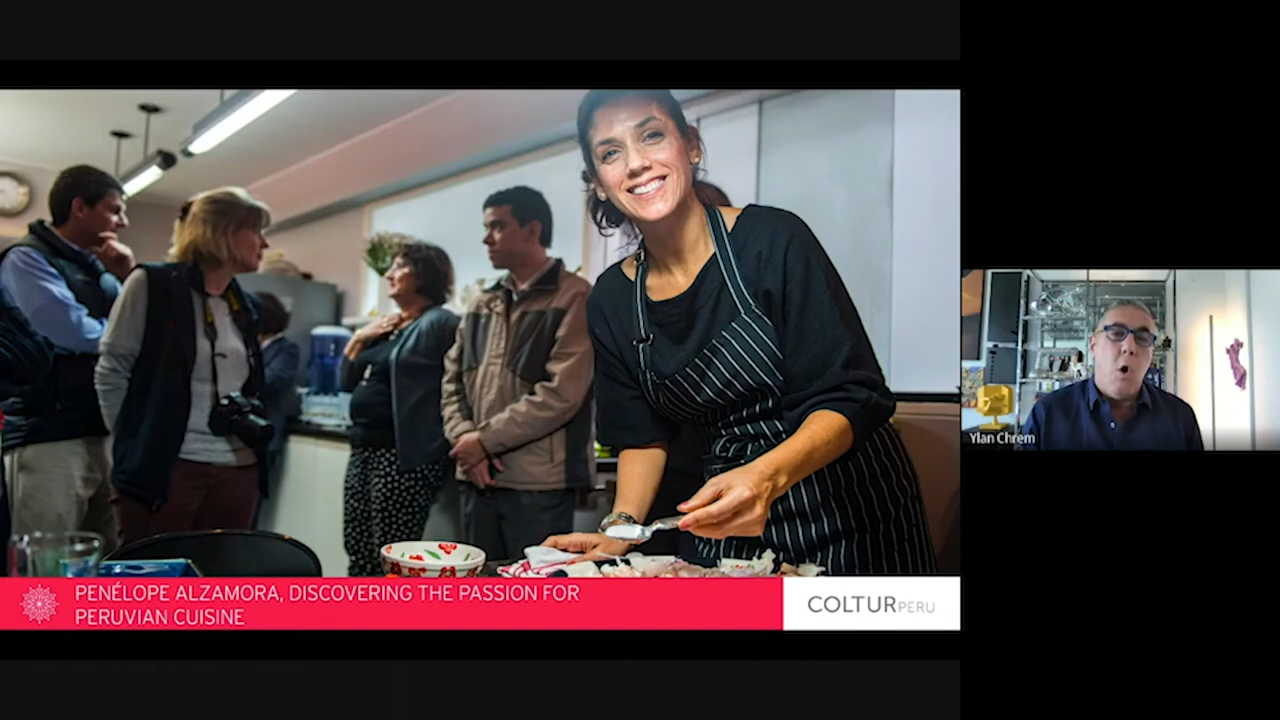 PENÉLOPE ALZAMORA, DISCOVERING THE PASSION FOR
PERUVIAN CUISINE
COLTURPERU
Ylan Chrem